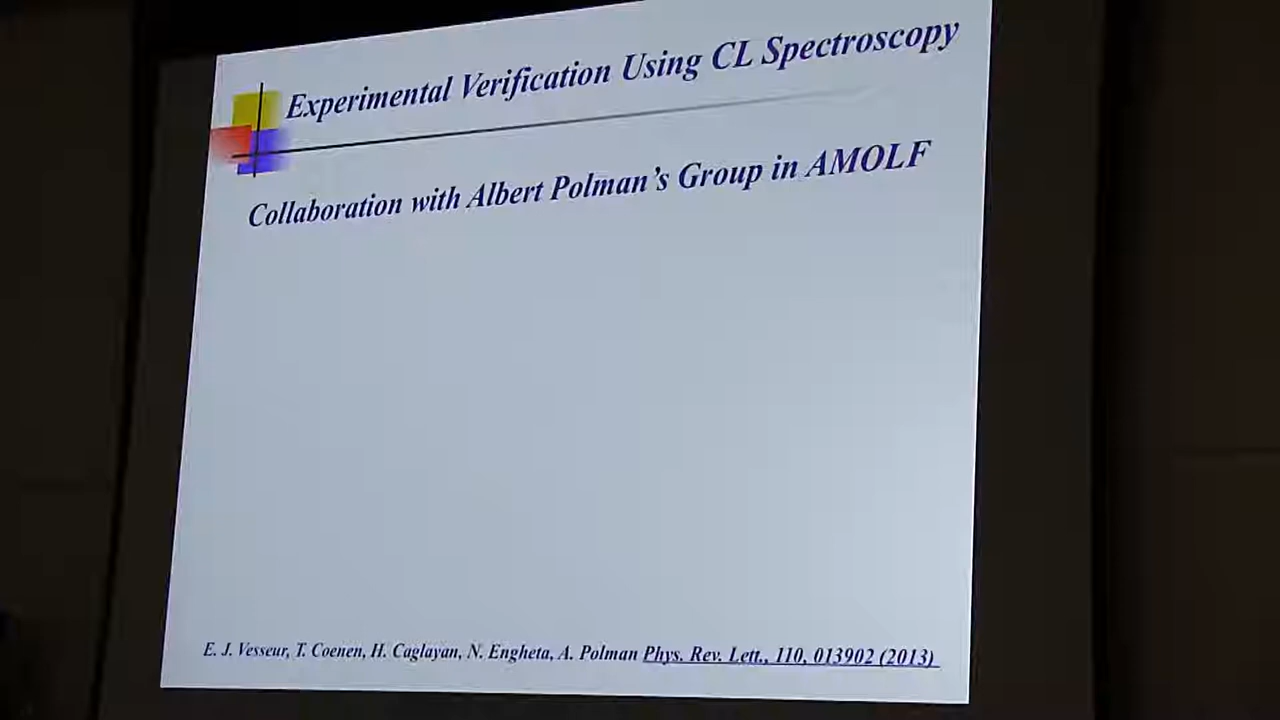 Experimental Verification Using CL Spectroscopy
Collaboration with Albert Polman's Group in AMOLF
E. J. Vesseur, T. Coenen, H. Caglayan, N. Engheta, A. Polman Phys. Rev. Lett., 110, 013902 (2013)